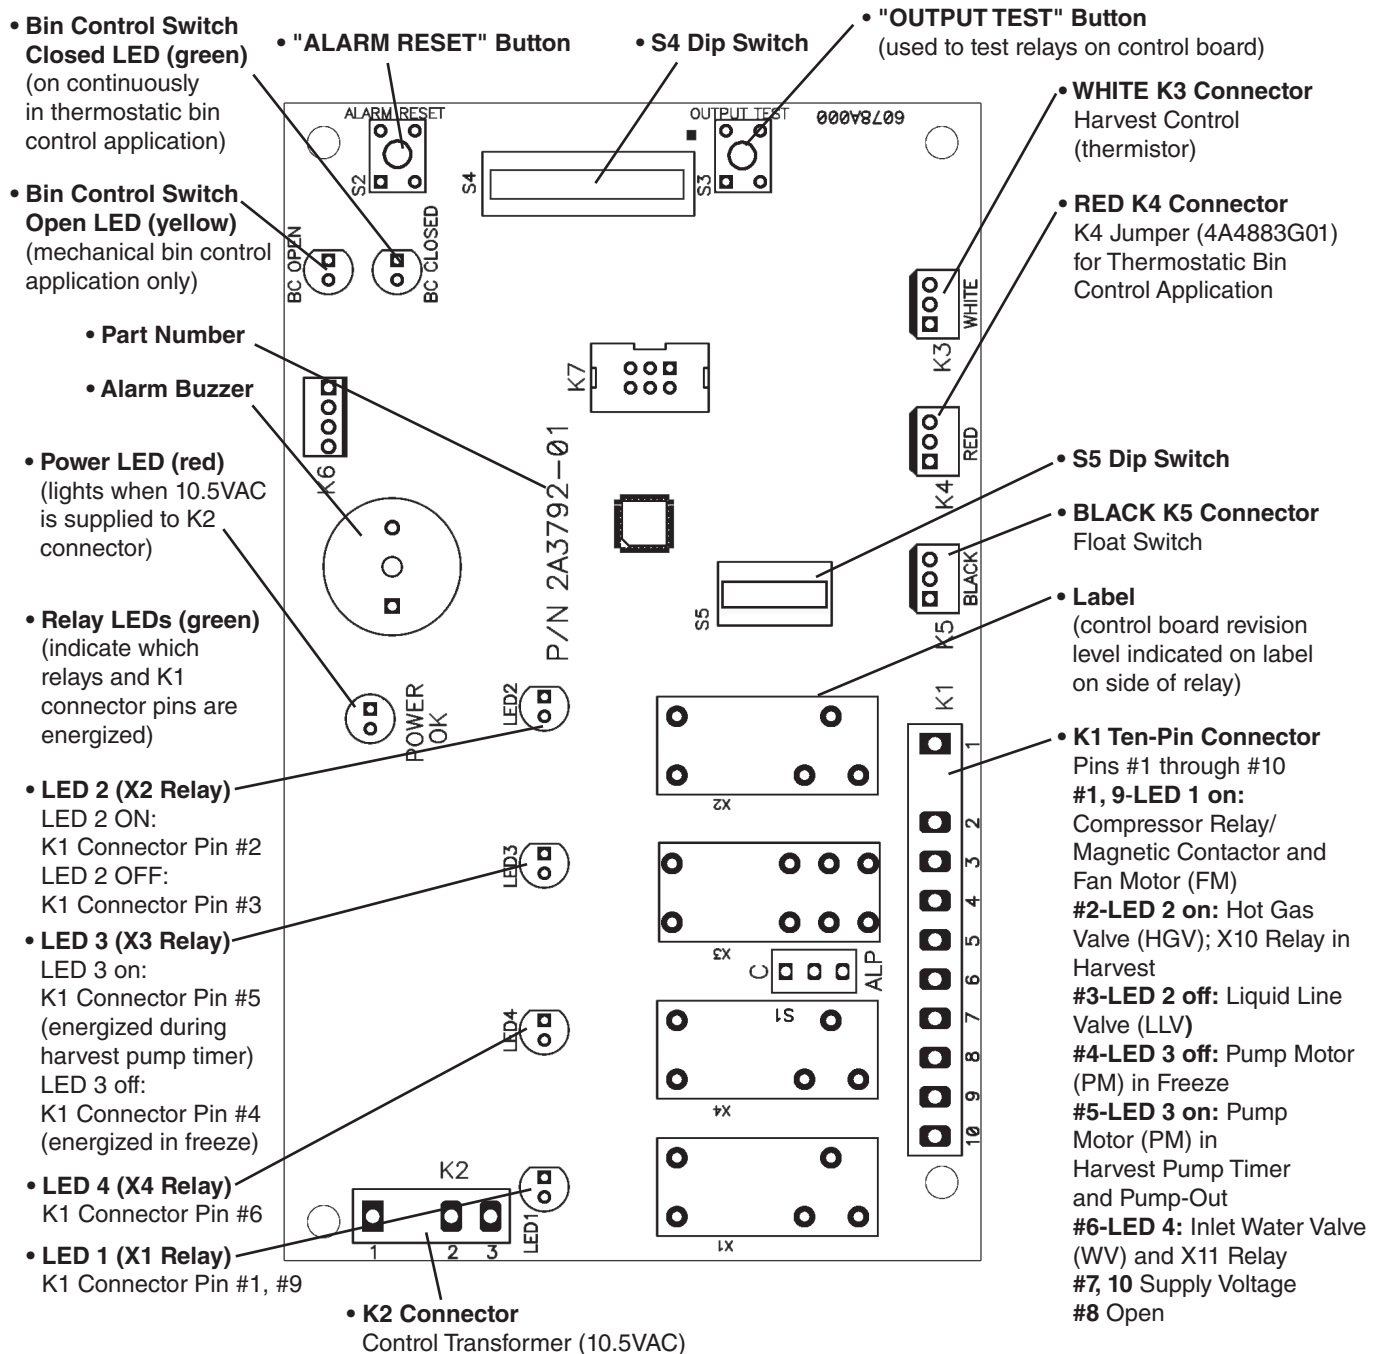 • Bin Control Switch
Closed LED (green)
(on continuously
in thermostatic bin
control application)
• Bin Control Switch
Open LED (yellow)
(mechanical bin control
application only)
• Part Number
• Alarm Buzzer
• Power LED (red)
(lights when 10.5VAC
is supplied to K2
connector)
• Relay LEDs (green)
(indicate which
relays and K1
connector pins are
energized)
• LED 2 (X2 Relay)
LED 2 ON:
K1 Connector Pin #2
LED 2 OFF:
K1 Connector Pin #3
• LED 3 (X3 Relay)
LED 3 on:
K1 Connector Pin #5
(energized during
harvest pump timer)
LED 3 off:
K1 Connector Pin #4
(energized in freeze)
• LED 4 (X4 Relay)
K1 Connector Pin #6
• LED 1 (X1 Relay)
K1 Connector Pin #1, #9
• "ALARM RESET" Button
• S4 Dip Switch
• "OUTPUT TEST" Button
(used to test relays on control board)
ALARM RESET
OUTPUT TEST
6078A000
S2
S4
S3
BC OPEN
BC CLOSED
K7
K6
P/N 2A3792-01
S5
WHITE
K3
RED
K4
BLACK
K5
POWER
OK
LED2
LED3
LED4
LED1
X2
X3
C
ALP
S1
X4
X1
K1
1
2
3
4
5
6
7
8
9
10
K2
1 2 3
• K2 Connector
Control Transformer (10.5VAC)
• WHITE K3 Connector
Harvest Control
(thermistor)
• RED K4 Connector
K4 Jumper (4A4883G01)
for Thermostatic Bin
Control Application
• S5 Dip Switch
• BLACK K5 Connector
Float Switch
• Label
(control board revision
level indicated on label
on side of relay)
• K1 Ten-Pin Connector
Pins #1 through #10
#1, 9-LED 1 on:
Compressor Relay/
Magnetic Contactor and
Fan Motor (FM)
#2-LED 2 on: Hot Gas
Valve (HGV); X10 Relay in
Harvest
#3-LED 2 off: Liquid Line
Valve (LLV)
#4-LED 3 off: Pump Motor
(PM) in Freeze
#5-LED 3 on: Pump
Motor (PM) in
Harvest Pump Timer
and Pump-Out
#6-LED 4: Inlet Water Valve
(WV) and X11 Relay
#7, 10 Supply Voltage
#8 Open